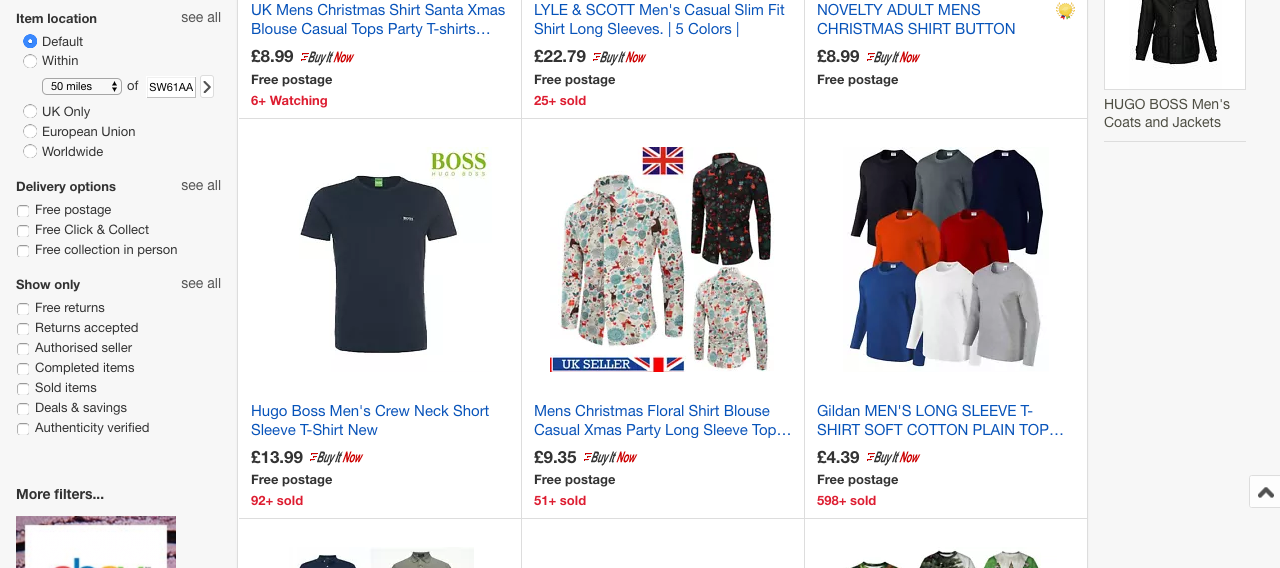 Item location
see all
Default
Within
50 miles
of
SW61AA
UK Only
European Union
Worldwide
Delivery options
see all
Free postage
Free Click & Collect
Free collection in person
Show only
see all
Free returns
Returns accepted
Authorised seller
Completed items
Sold items
Deals & savings
Authenticity verified
More filters...
UK Mens Christmas Shirt Santa Xmas
Blouse Casual Tops Party T-shirts…
£8.99 Buy It Now
Free postage
6+ Watching
LYLE & SCOTT Men's Casual Slim Fit
Shirt Long Sleeves. | 5 Colors |
£22.79 Buy It Now
Free postage
25+ sold
NOVELTY ADULT MENS
CHRISTMAS SHIRT BUTTON
£8.99 Buy It Now
Free postage
BOSS
HUGO BOSS
BOSS
Hugo Boss Men's Crew Neck Short
Sleeve T-Shirt New
£13.99 Buy It Now
Free postage
92+ sold
UK SELLER
Mens Christmas Floral Shirt Blouse
Casual Xmas Party Long Sleeve Top…
£9.35 Buy It Now
Free postage
51+ sold
Gildan MEN'S LONG SLEEVE T-
SHIRT SOFT COTTON PLAIN TOP…
£4.39 Buy It Now
Free postage
598+ sold
HUGO BOSS Men's
Coats and Jackets